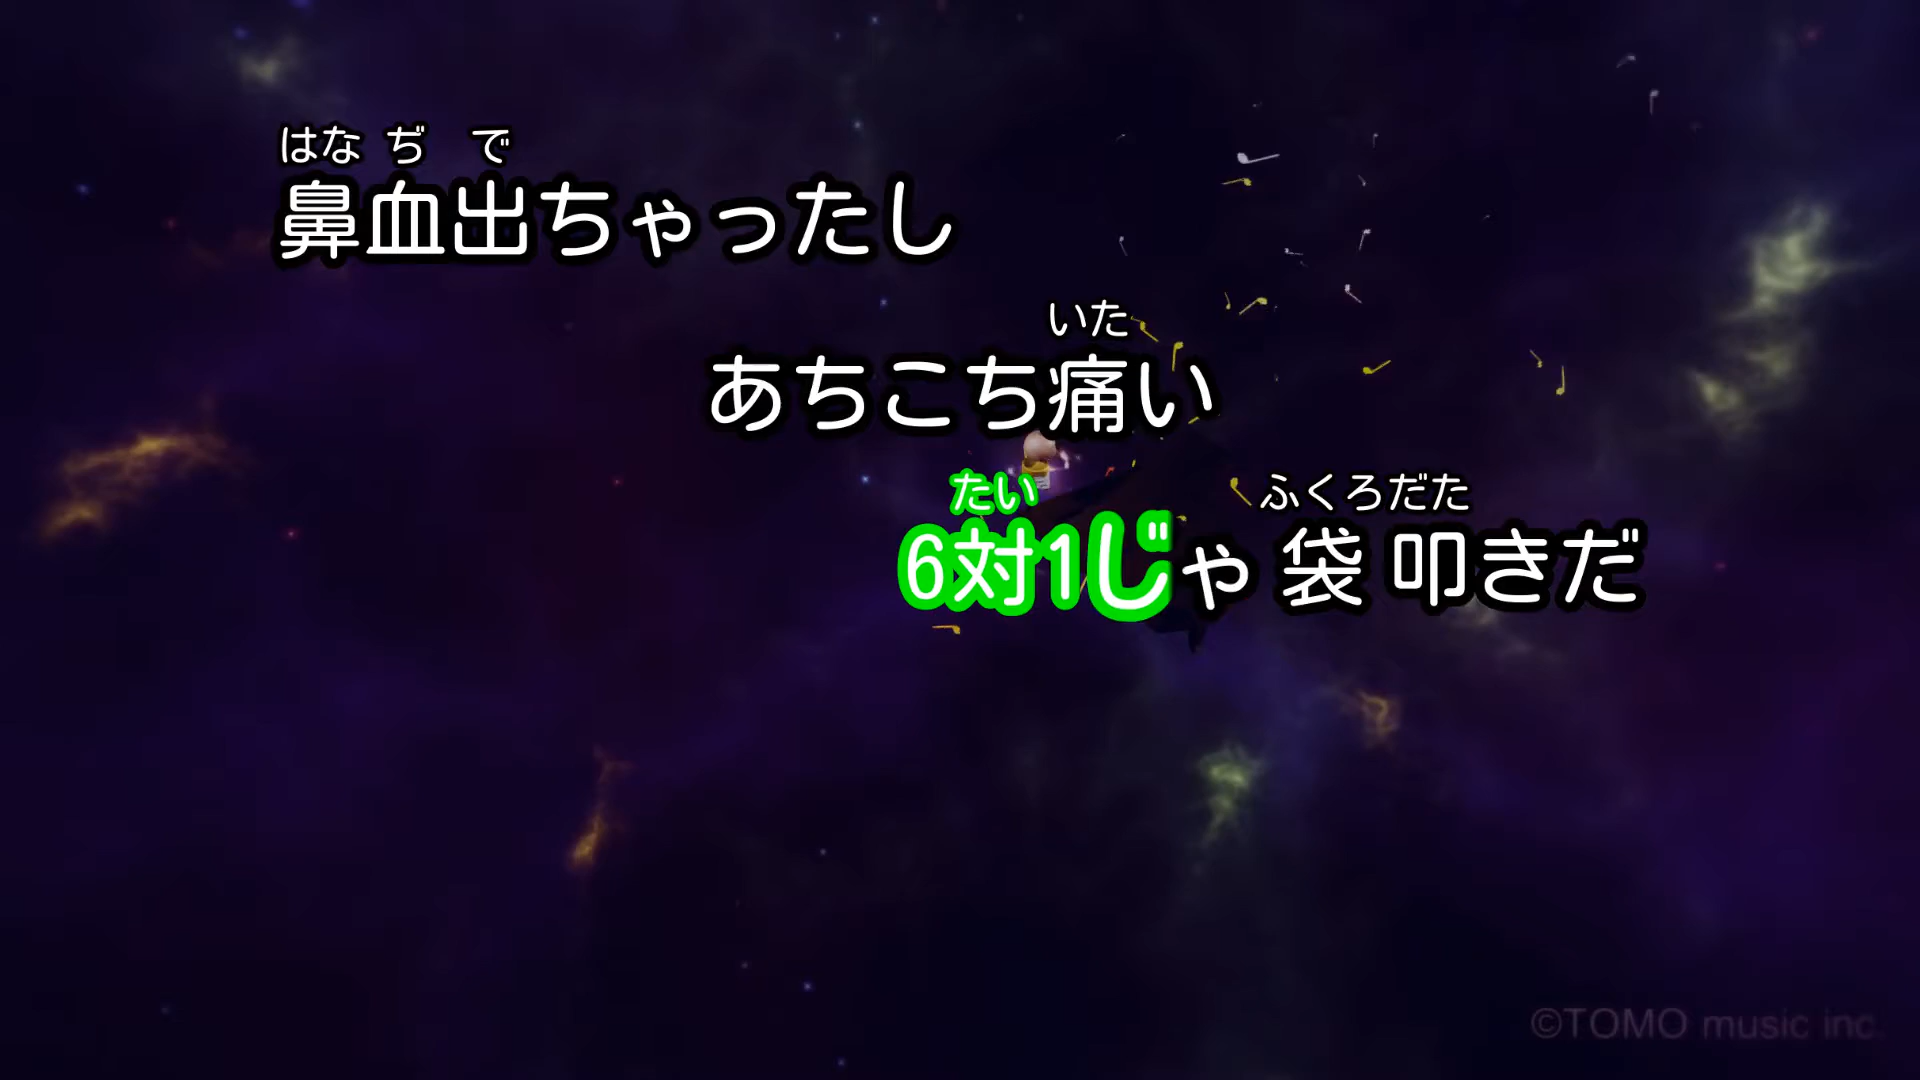 はなぢで
鼻血出ちゃったし
いた
あちこち痛い
たい ふくろだた
6対1じゃ 袋 叩きだ
©TOMO music inc.